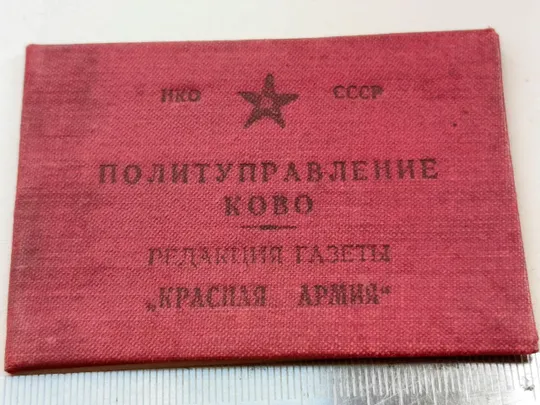 НКО СССР
ПОЛИТУПРАВЛЕНИЕ
КОВО
РЕДАКЦИЯ ГАЗЕТЫ
„КРАСНАЯ АРМИЯ“